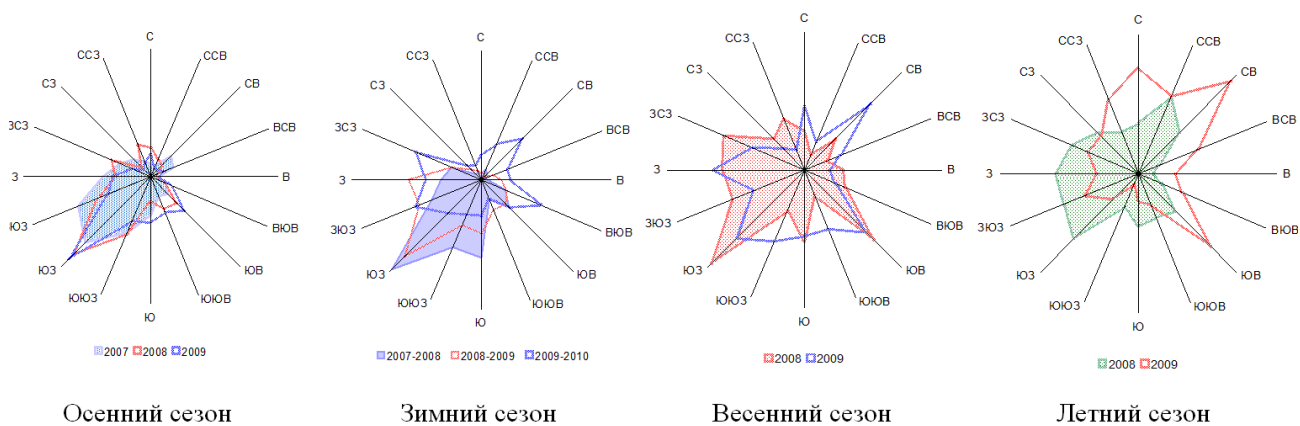 С
ССЗ
ССВ
СЗ
СВ
ЗСЗ
ВСВ
З
В
ЗЮЗ
ВЮВ
ЮЗ
ЮВ
ЮЮЗ
ЮЮВ
Ю
2007 2008 2009
Осенний сезон
С
ССЗ
ССВ
СЗ
СВ
ЗСЗ
ВСВ
З
В
ЗЮЗ
ВЮВ
ЮЗ
ЮВ
ЮЮЗ
ЮЮВ
Ю
2007-2008 2008-2009 2009-2010
Зимний сезон
С
ССЗ
ССВ
СЗ
СВ
ЗСЗ
ВСВ
З
В
ЗЮЗ
ВЮВ
ЮЗ
ЮВ
ЮЮЗ
ЮЮВ
Ю
2008 2009
Весенний сезон
С
ССЗ
ССВ
СЗ
СВ
ЗСЗ
ВСВ
З
В
ЗЮЗ
ВЮВ
ЮЗ
ЮВ
ЮЮЗ
ЮЮВ
Ю
2008 2009
Летний сезон